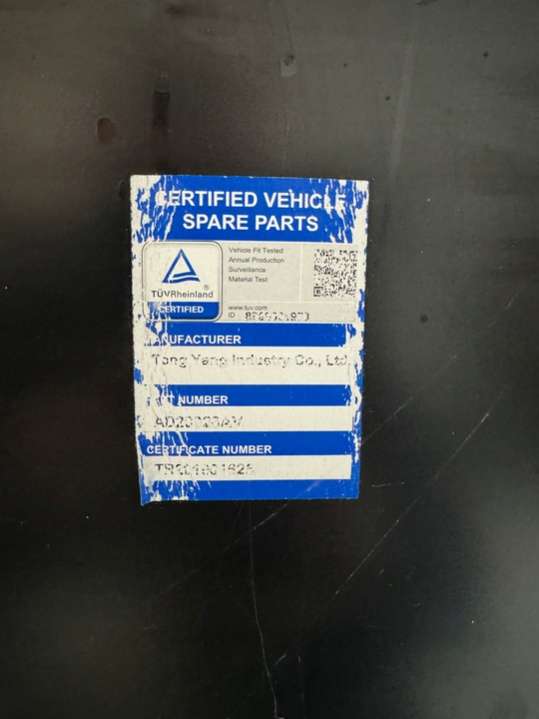 CERTIFIED VEHICLE
SPARE PARTS
Vehicle Fit Tested
Annual Production
Surveillance
Material Test
TÜVRheinland
®
CERTIFIED
www.tuv.com
ID
MANUFACTURER
Tong Yang Industry Co., Ltd.
NUMBER
CERTIFICATE NUMBER